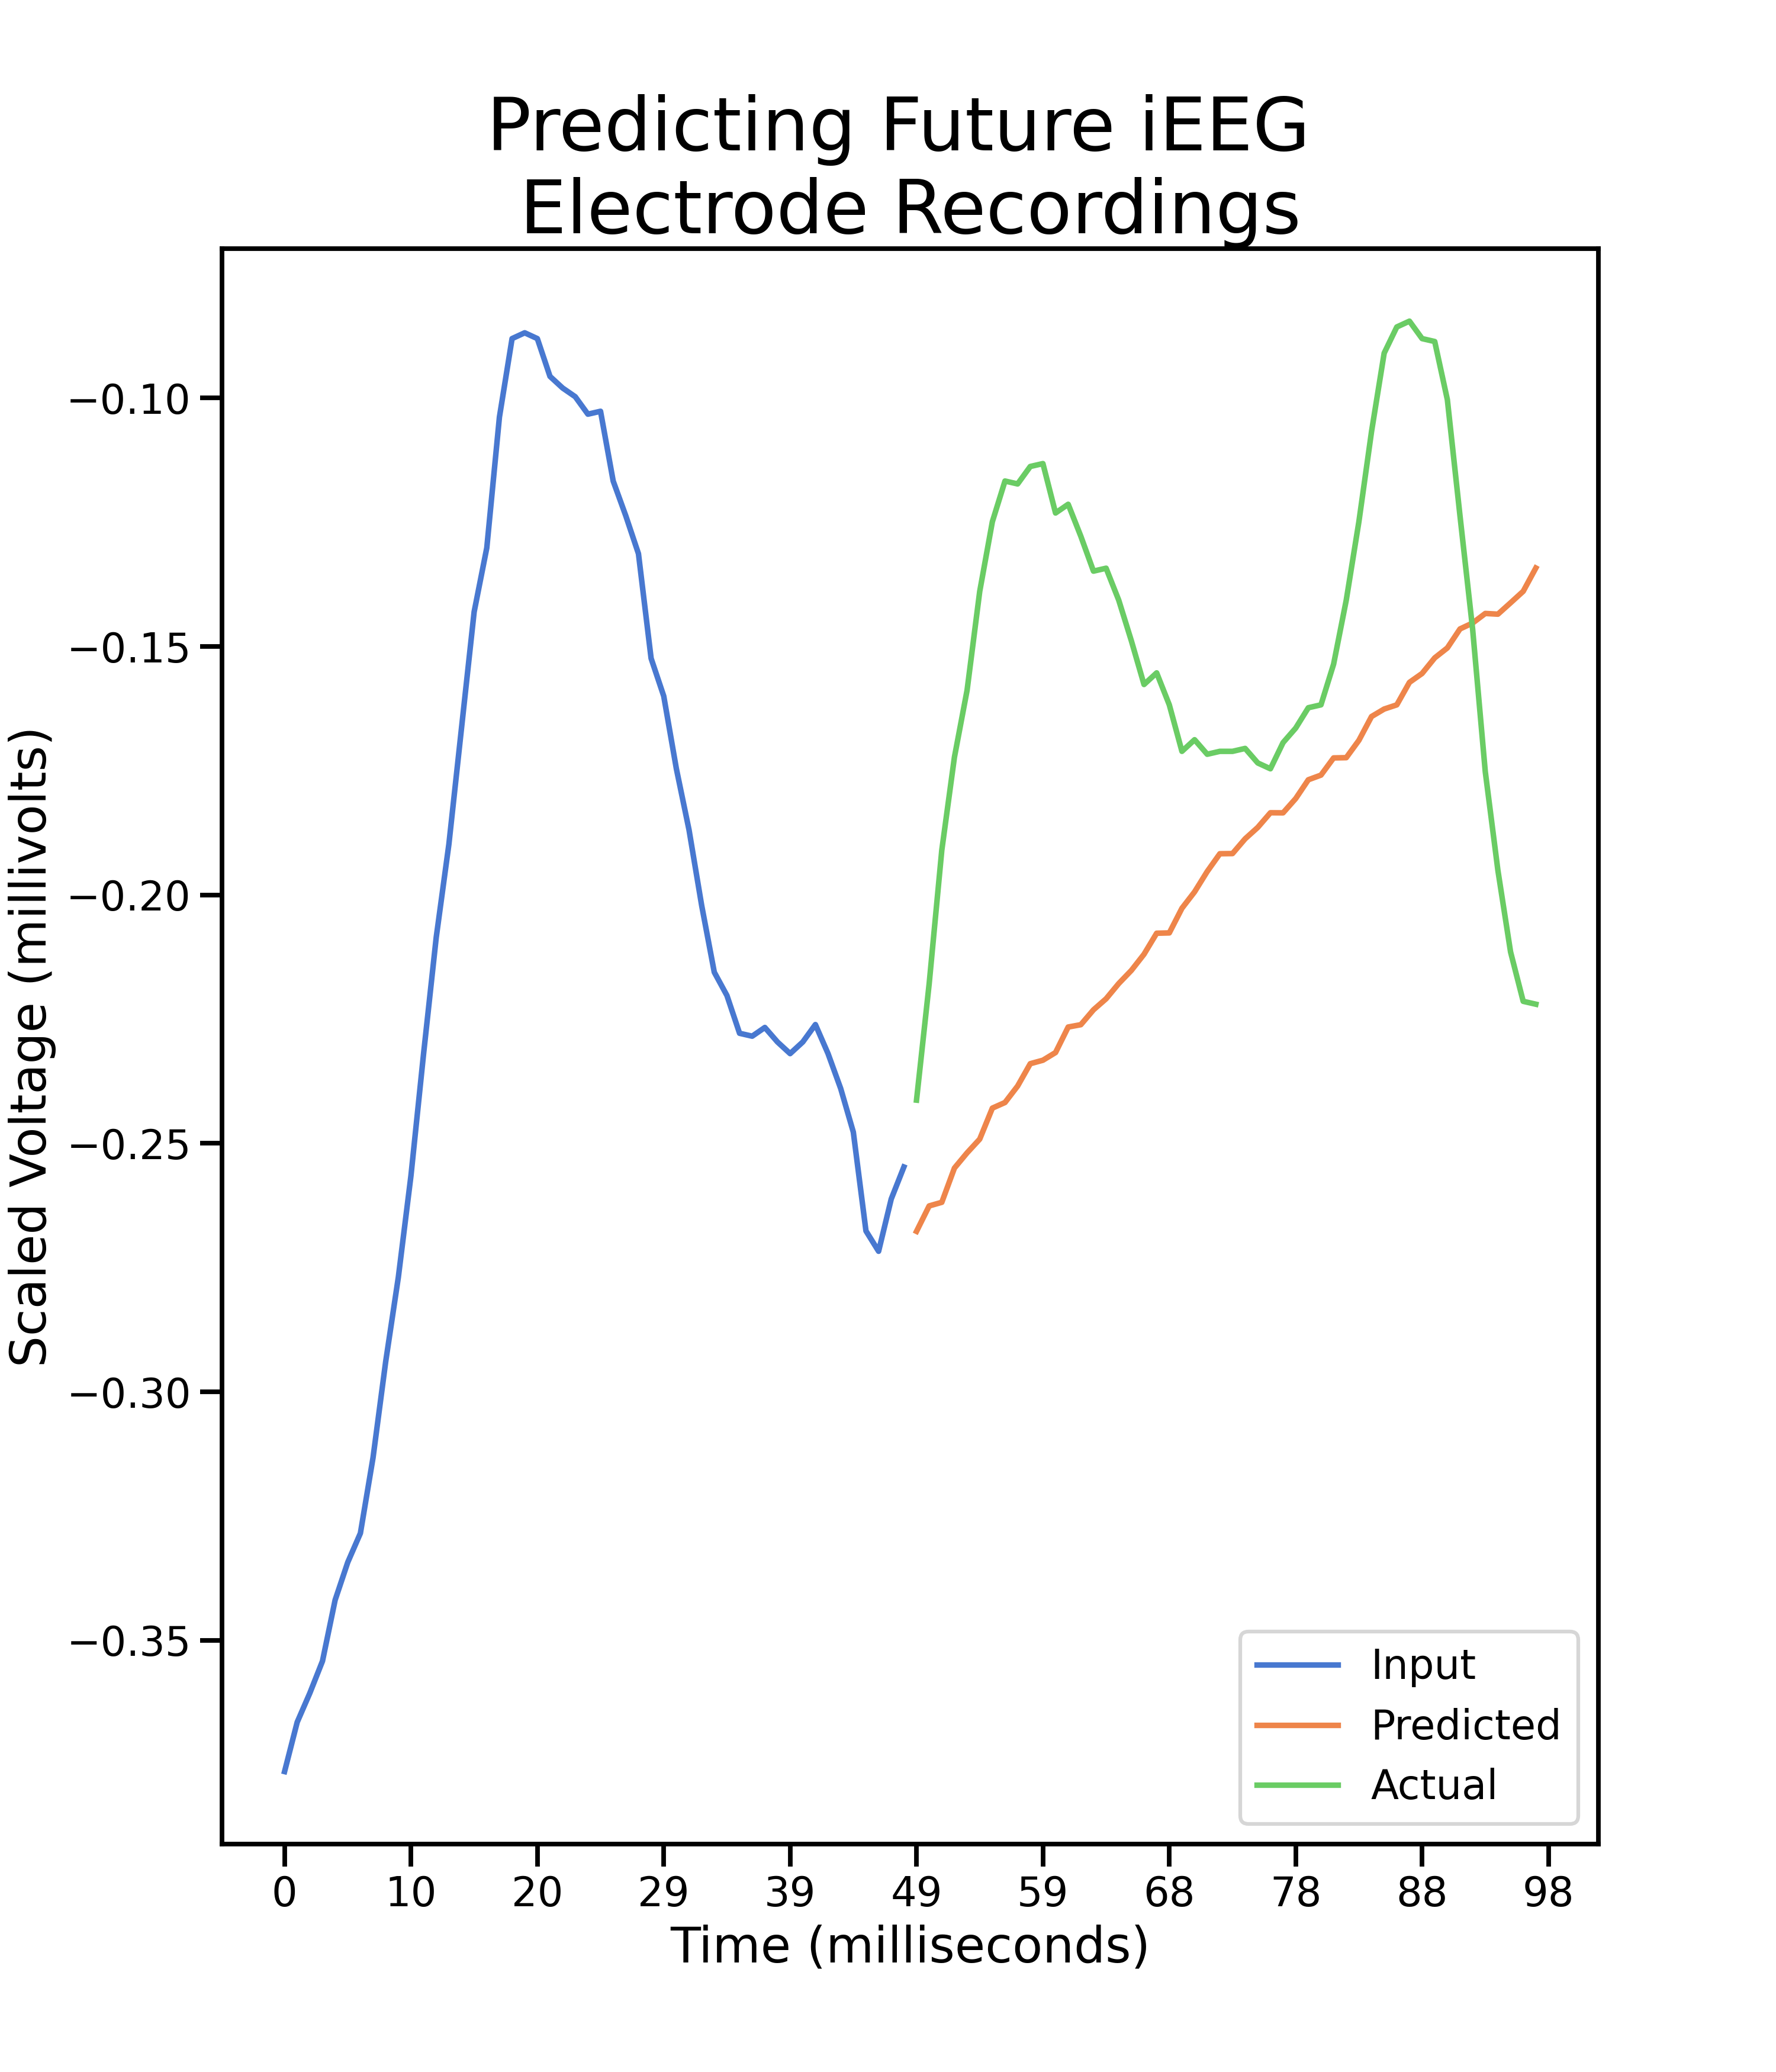 Predicting Future iEEG
Electrode Recordings
Scaled Voltage (millivolts)
−0.10
−0.15
−0.20
−0.25
−0.30
−0.35
Input
Predicted
Actual
0 10 20 29 39 49 59 68 78 88 98
Time (milliseconds)